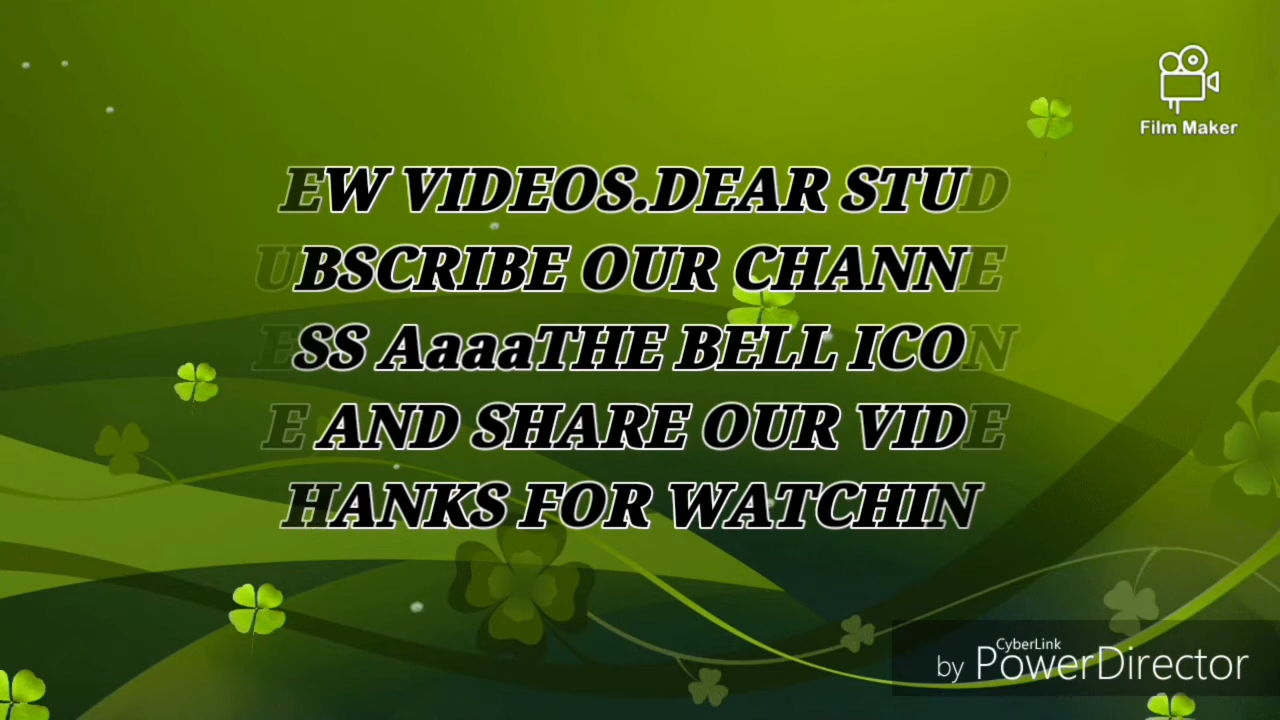 Film Maker
EW VIDEOS.DEAR STUD
UBSCRIBE OUR CHANNE
ESS AaaaTHE BELL ICON
E AND SHARE OUR VIDE
HANKS FOR WATCHIN
by CyberLink PowerDirector